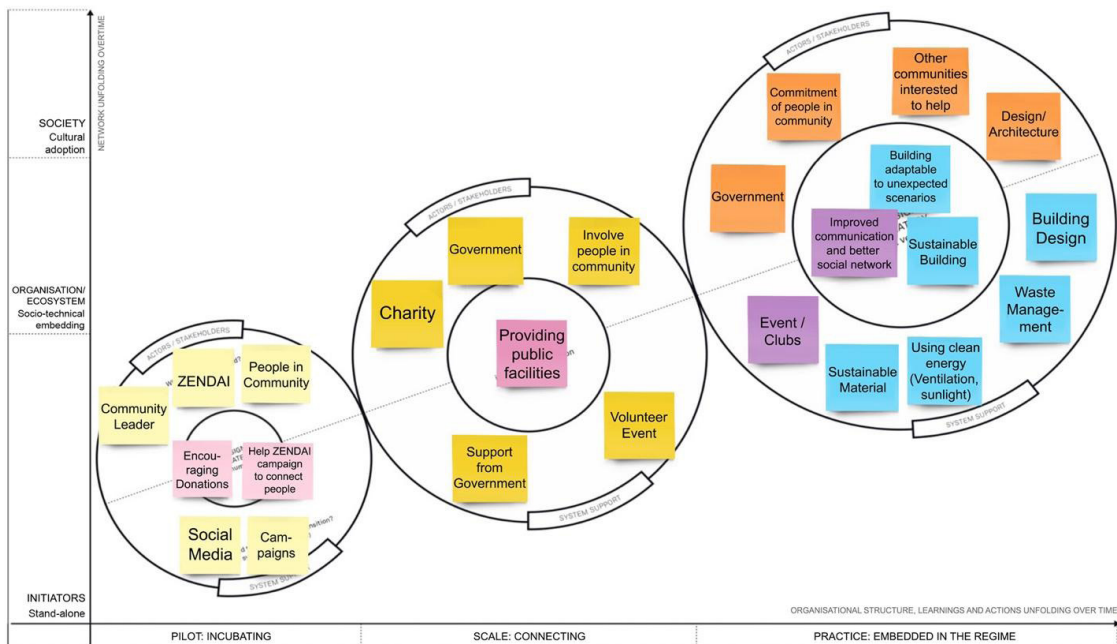 NETWORK UNFOLDING OVERTIME
SOCIETY
Cultural
adoption
ORGANISATION/
ECOSYSTEM
Socio-technical
embedding
INITIATORS
Stand-alone
ACTORS / STAKEHOLDERS
ZENDAI
People in
Community
Community
Leader
Encou-
raging
Donations
Help ZENDAI
campaign
to connect
people
Social
Media
Cam-
paigns
SYSTEM SUPPORT
ACTORS / STAKEHOLDERS
Government
Involve
people in
community
Charity
Providing
public
facilities
Volunteer
Event
Support
from
Government
SYSTEM SUPPORT
ACTORS / STAKEHOLDERS
Other
communities
interested
to help
Commitment
of people in
community
Design/
Architecture
Government
Building
adaptable
to unexpected
scenarios
Improved
communication
and better
social network
Sustainable
Building
Building
Design
Waste
Manage-
ment
Event /
Clubs
Sustainable
Material
Using clean
energy
(Ventilation,
sunlight)
SYSTEM SUPPORT
ORGANISATIONAL STRUCTURE, LEARNINGS AND ACTIONS UNFOLDING OVER TIME
PILOT: INCUBATING
SCALE: CONNECTING
PRACTICE: EMBEDDED IN THE REGIME